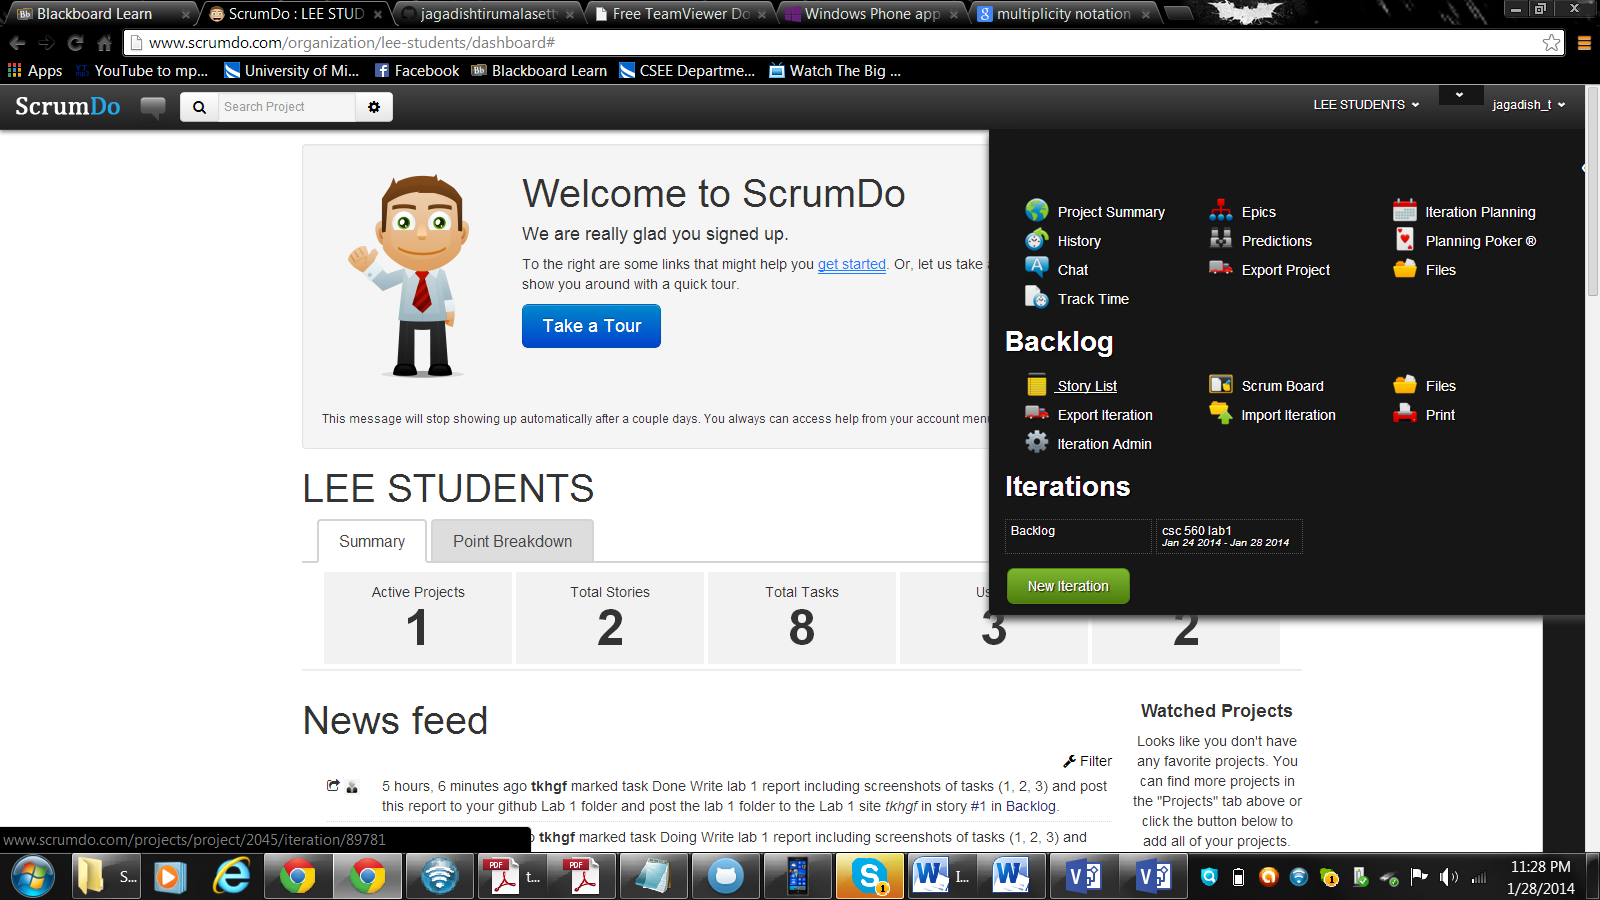 Blackboard Learn
ScrumDo : LEE STUD
jagadishtirumalasett
Free TeamViewer Do
Windows Phone app
multiplicity notation
www.scrumdo.com/organization/lee-students/dashboard#
Apps
YouTube to mp...
University of Mi...
Facebook
Blackboard Learn
CSEE Departme...
Watch The Big ...
ScrumDo
Search Project
LEE STUDENTS
jagadish_t
Welcome to ScrumDo
We are really glad you signed up.
To the right are some links that might help you get started. Or, let us take
show you around with a quick tour.
Take a Tour
This message will stop showing up automatically after a couple days. You always can access help from your account menu
Project Summary
Epics
Iteration Planning
History
Predictions
Planning Poker ®
Chat
Export Project
Files
Track Time
Backlog
Story List
Scrum Board
Files
Export Iteration
Import Iteration
Print
Iteration Admin
Iterations
Backlog
csc 560 lab1
Jan 24 2014 - Jan 28 2014
New Iteration
LEE STUDENTS
Summary
Point Breakdown
Active Projects
1
Total Stories
2
Total Tasks
8
3
2
News feed
Filter
5 hours, 6 minutes ago tkhgf marked task Done Write lab 1 report including screenshots of tasks (1, 2, 3) and post
this report to your github Lab 1 folder and post the lab 1 folder to the Lab 1 site tkhgf in story #1 in Backlog.
tkhgf marked task Doing Write lab 1 report including screenshots of tasks (1, 2, 3) and
Watched Projects
Looks like you don't have
any favorite projects. You
can find more projects in
the "Projects" tab above or
click the button below to
add all of your projects.
www.scrumdo.com/projects/project/2045/iteration/89781
S...
t...
I...
11:28 PM
1/28/2014